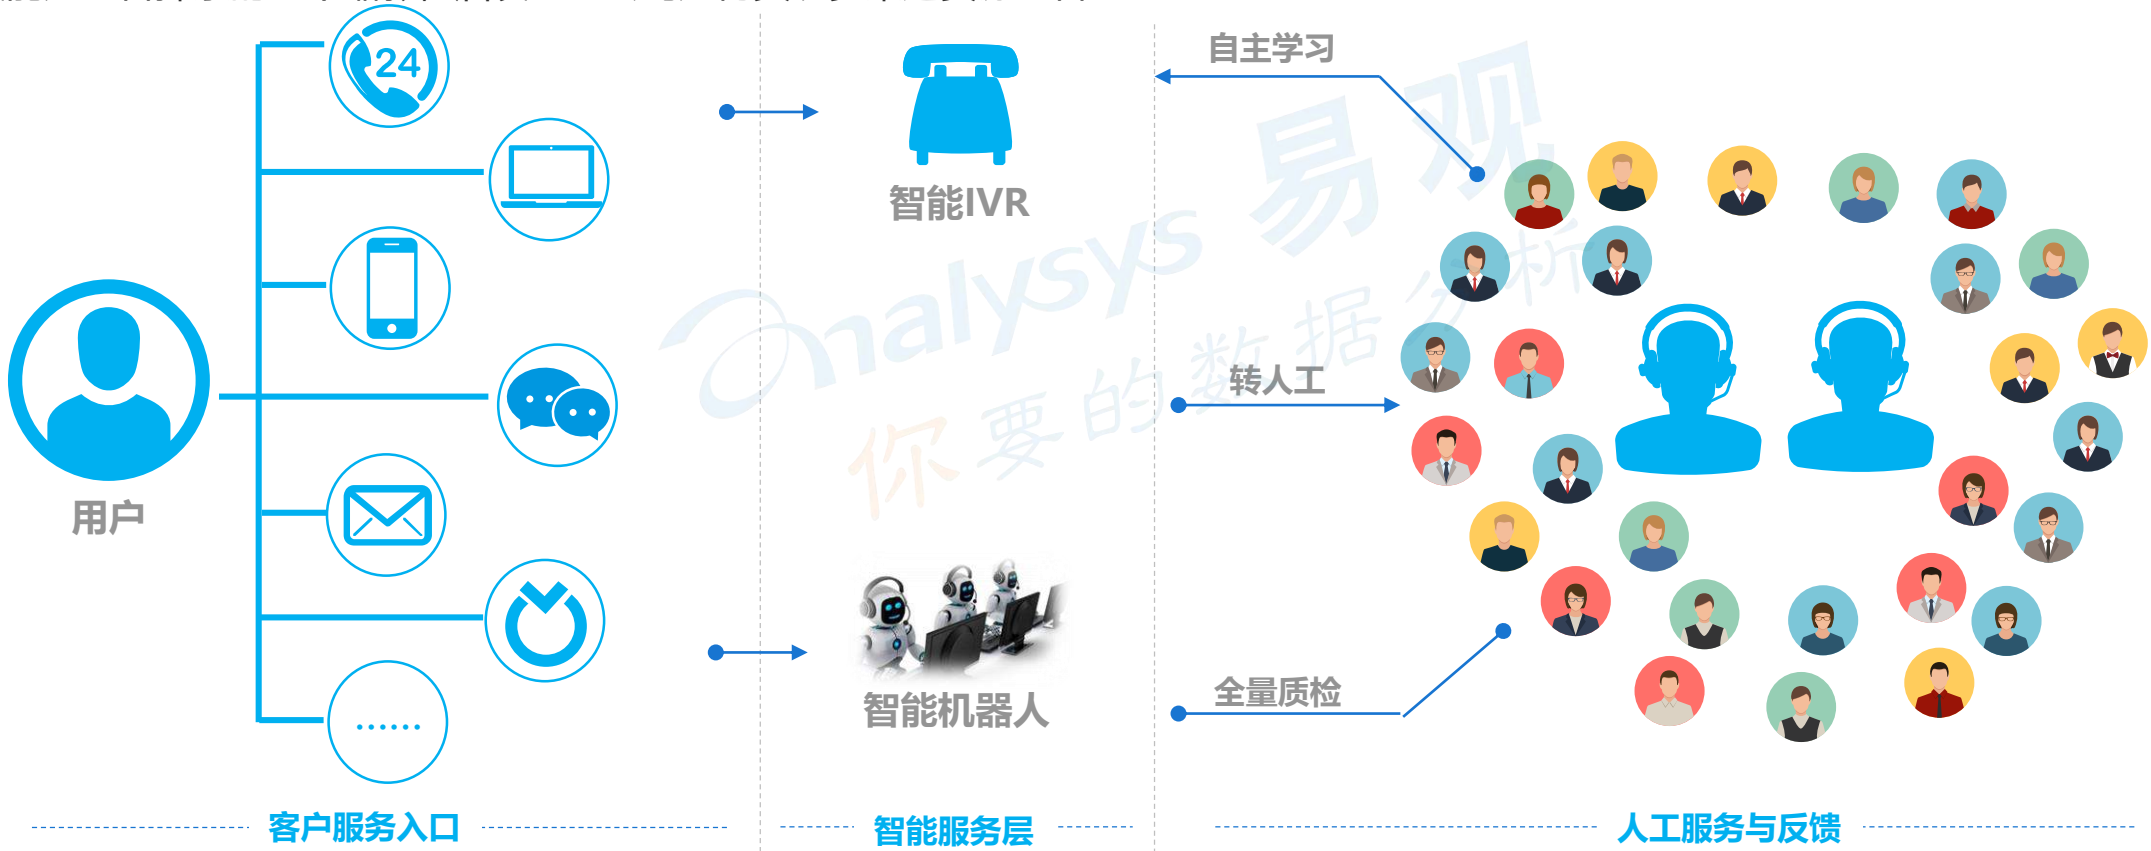 24
自主学习
智能IVR
转人工
用户
智能机器人
全量质检
......
客户服务入口
智能服务层
人工服务与反馈
analysys 易观
你要的数据分析